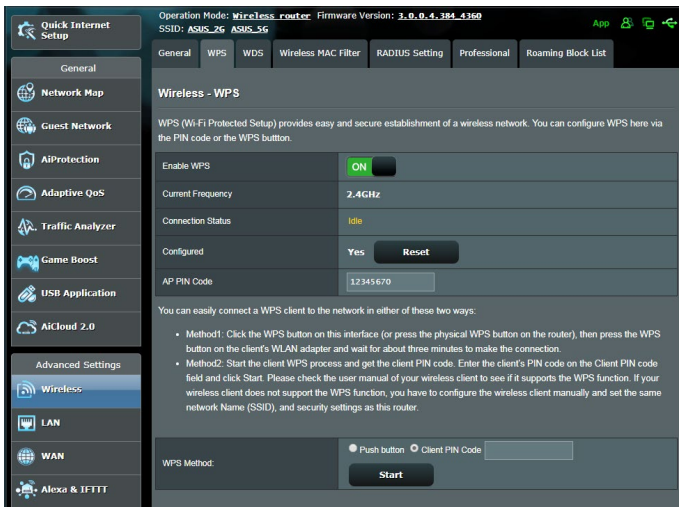 Quick Internet
Setup
General
Network Map
Guest Network
AiProtection
Adaptive QoS
Traffic Analyzer
Game Boost
USB Application
AiCloud 2.0
Advanced Settings
Wireless
LAN
WAN
Alexa & IFTTT
Operation Mode: Wireless router Firmware Version: 3.0.0.4.384_4360
SSID: ASUS_2G ASUS_5G
App
General WPS WDS Wireless MAC Filter RADIUS Setting Professional Roaming Block List
Wireless - WPS
WPS (Wi-Fi Protected Setup) provides easy and secure establishment of a wireless network. You can configure WPS here via
the PIN code or the WPS buttton.
Enable WPS ON
Current Frequency 2.4GHz
Connection Status Idle
Configured Yes Reset
AP PIN Code 12345670
You can easily connect a WPS client to the network in either of these two ways:
• Method1: Click the WPS button on this interface (or press the physical WPS button on the router), then press the WPS
button on the client's WLAN adapter and wait for about three minutes to make the connection.
• Method2: Start the client WPS process and get the client PIN code. Enter the client's PIN code on the Client PIN code
field and click Start. Please check the user manual of your wireless client to see if it supports the WPS function. If your
wireless client does not support the WPS function, you have to configure the wireless client manually and set the same
network Name (SSID), and security settings as this router.
WPS Method: Push button Client PIN Code
Start